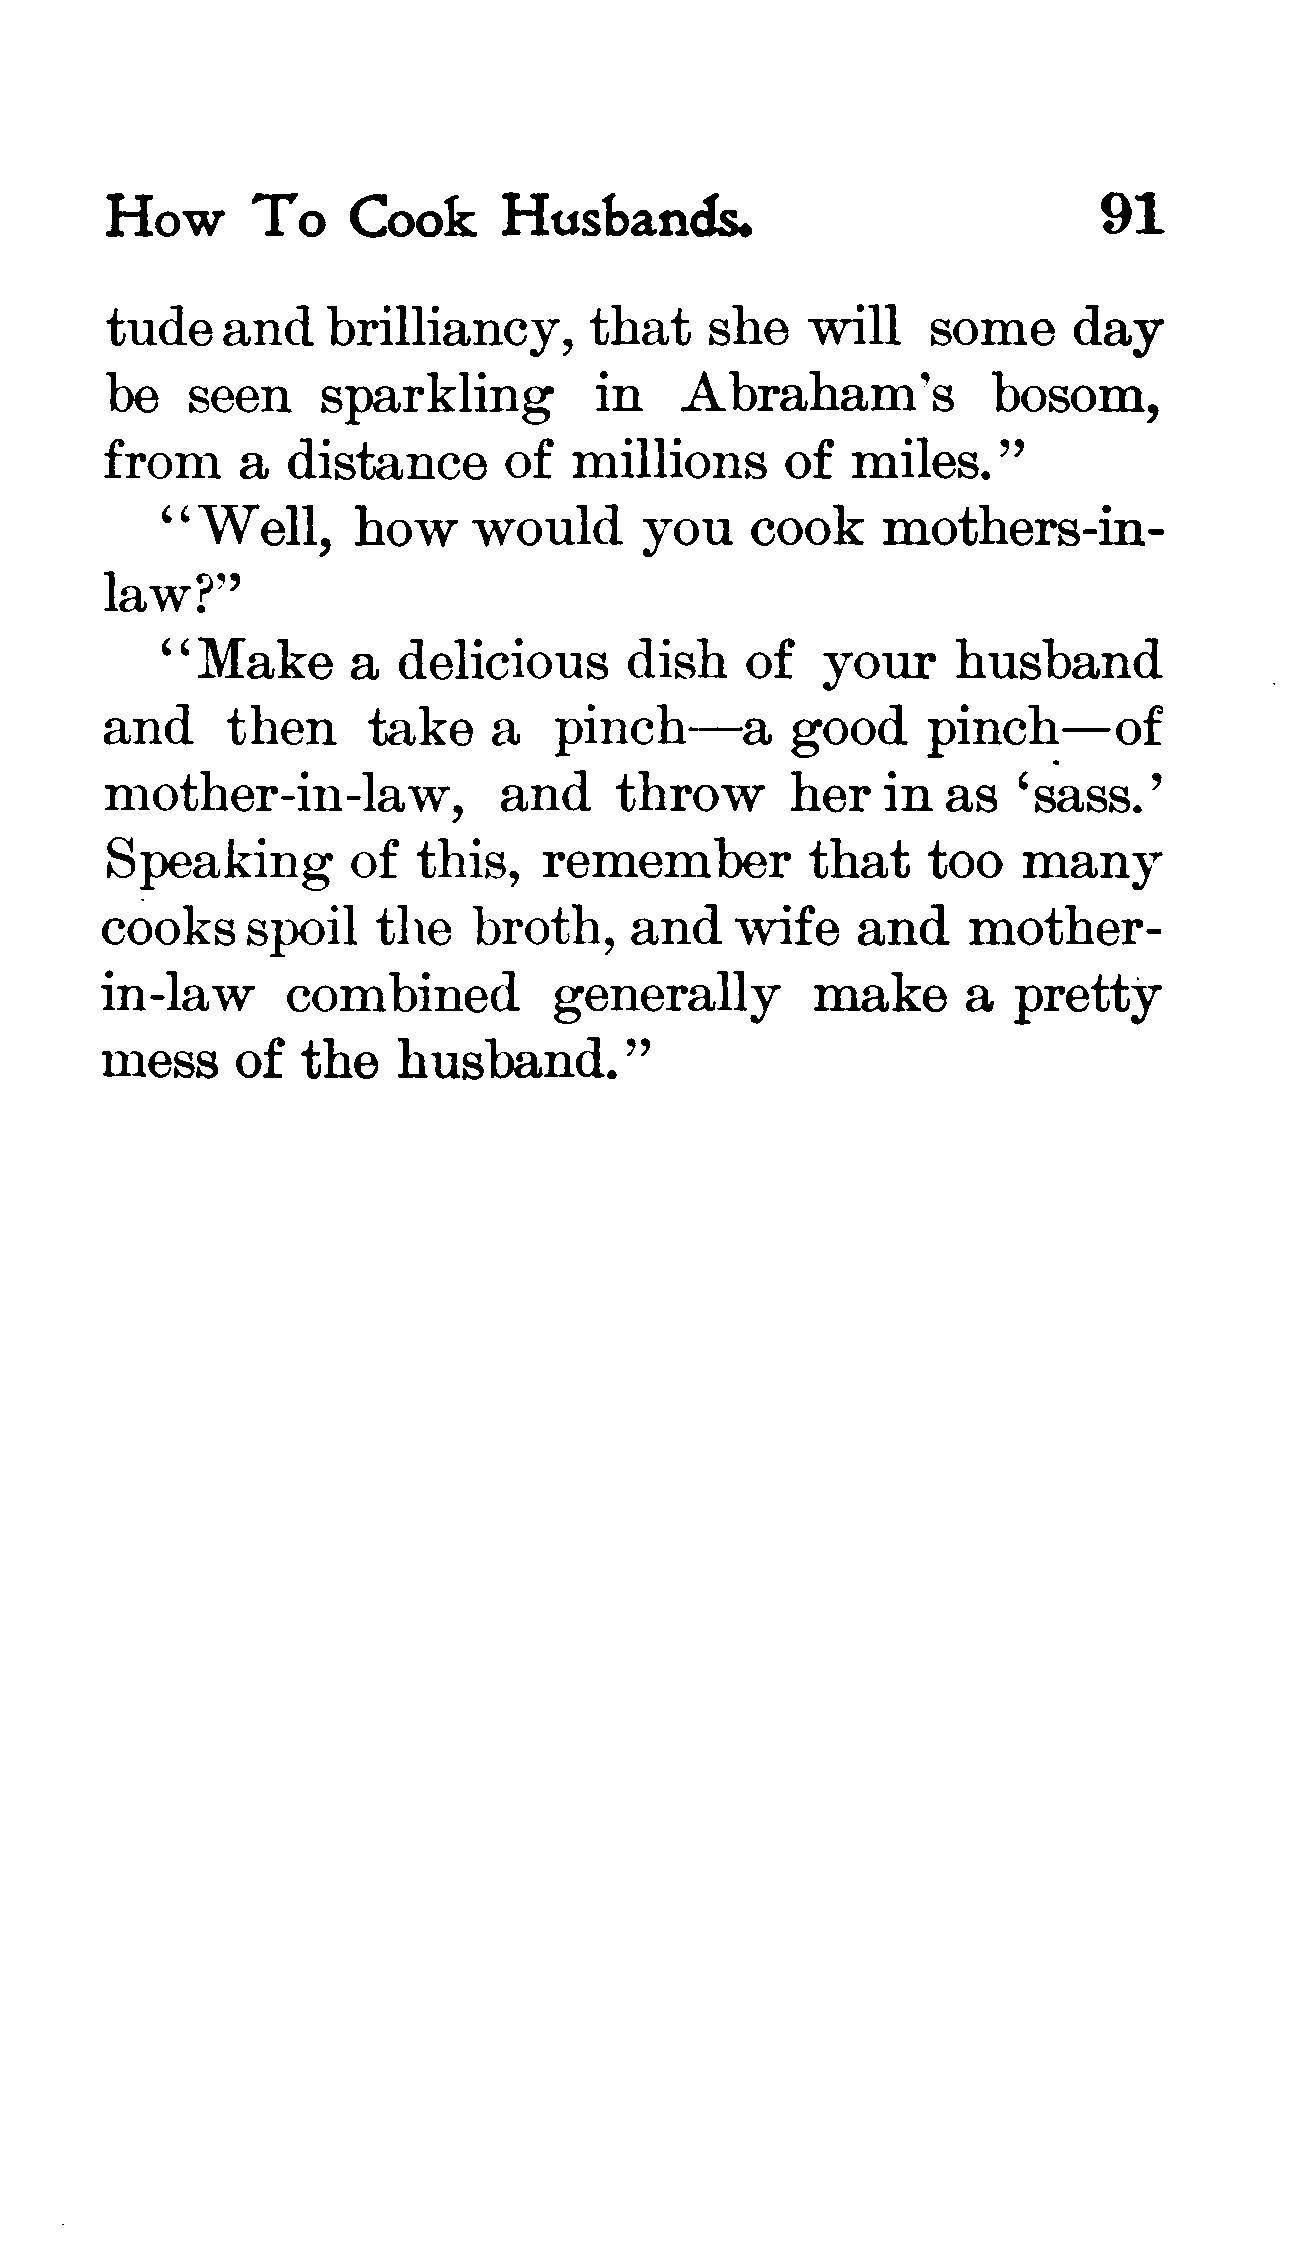 How To Cook Husbands. 91
tude and brilliancy, that she will some day
be seen sparkling in Abraham's bosom,
from a distance of millions of miles."
"Well, how would you cook mothers-in-
law?"
"Make a delicious dish of your husband
and then take a pinch—a good pinch—of
mother-in-law, and throw her in as 'sass.'
Speaking of this, remember that too many
cooks spoil the broth, and wife and mother-
in-law combined generally make a pretty
mess of the husband."